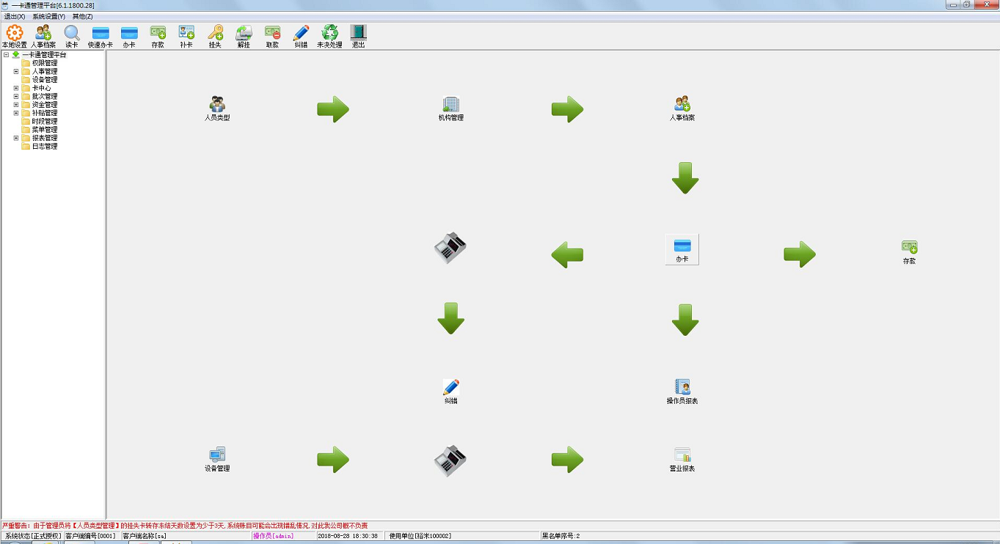 一卡通管理平台[6.1.1800.28]
退出(X) 系统设置(Y) 其他(Z)
本地设置 人事档案 读卡 快速办卡 办卡 存款 补卡 挂失 解挂 取款 纠错 未决处理 退出
一卡通管理平台
权限管理
人事管理
设备管理
卡中心
批次管理
资金管理
补贴管理
时段管理
菜单管理
报表管理
日志管理
人员类型 机构管理 人事档案
办卡 存款
纠错 操作员报表
设备管理 营业报表
严重警告: 由于管理员将【人员类型管理】的挂失卡转存冻结天数设置为少于3天, 系统账目可能会出现错乱情况, 对此我公司概不负责
系统状态[正式授权] 客户端编号[0001] 客户端名称[sa] 操作员[admin] 2018-08-28 18:30:38 使用单位[裕米100002] 黑名单序号:2